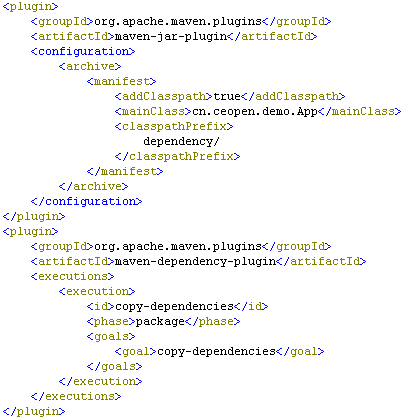 <plugin>
    <groupId>org.apache.maven.plugins</groupId>
    <artifactId>maven-jar-plugin</artifactId>
    <configuration>
        <archive>
            <manifest>
                <addClasspath>true</addClasspath>
                <mainClass>cn.ceopen.demo.App</mainClass>
                <classpathPrefix>
                    dependency/
                </classpathPrefix>
            </manifest>
        </archive>
    </configuration>
</plugin>
<plugin>
    <groupId>org.apache.maven.plugins</groupId>
    <artifactId>maven-dependency-plugin</artifactId>
    <executions>
        <execution>
            <id>copy-dependencies</id>
            <phase>package</phase>
            <goals>
                <goal>copy-dependencies</goal>
            </goals>
        </execution>
    </executions>
</plugin>